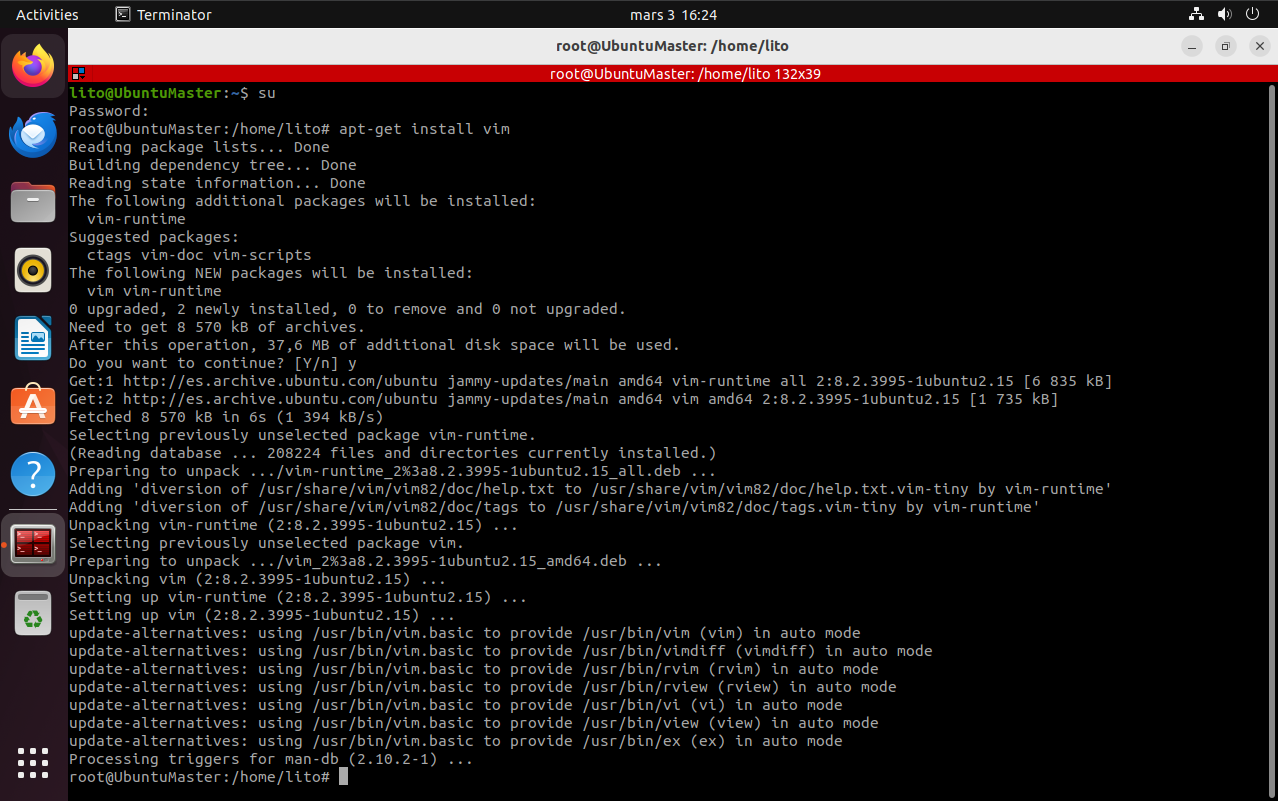 Activities
Terminator
mars 3 16:24
root@UbuntuMaster: /home/lito
root@UbuntuMaster: /home/lito 132x39
lito@UbuntuMaster:~$ su
Password:
root@UbuntuMaster:/home/lito# apt-get install vim
Reading package lists... Done
Building dependency tree... Done
Reading state information... Done
The following additional packages will be installed:
  vim-runtime
Suggested packages:
  ctags vim-doc vim-scripts
The following NEW packages will be installed:
  vim vim-runtime
0 upgraded, 2 newly installed, 0 to remove and 0 not upgraded.
Need to get 8 570 kB of archives.
After this operation, 37,6 MB of additional disk space will be used.
Do you want to continue? [Y/n] y
Get:1 http://es.archive.ubuntu.com/ubuntu jammy-updates/main amd64 vim-runtime all 2:8.2.3995-1ubuntu2.15 [6 835 kB]
Get:2 http://es.archive.ubuntu.com/ubuntu jammy-updates/main amd64 vim amd64 2:8.2.3995-1ubuntu2.15 [1 735 kB]
Fetched 8 570 kB in 6s (1 394 kB/s)
Selecting previously unselected package vim-runtime.
(Reading database ... 208224 files and directories currently installed.)
Preparing to unpack .../vim-runtime_2%3a8.2.3995-1ubuntu2.15_all.deb ...
Adding 'diversion of /usr/share/vim/vim82/doc/help.txt to /usr/share/vim/vim82/doc/help.txt.vim-tiny by vim-runtime'
Adding 'diversion of /usr/share/vim/vim82/doc/tags to /usr/share/vim/vim82/doc/tags.vim-tiny by vim-runtime'
Unpacking vim-runtime (2:8.2.3995-1ubuntu2.15) ...
Selecting previously unselected package vim.
Preparing to unpack .../vim_2%3a8.2.3995-1ubuntu2.15_amd64.deb ...
Unpacking vim (2:8.2.3995-1ubuntu2.15) ...
Setting up vim-runtime (2:8.2.3995-1ubuntu2.15) ...
Setting up vim (2:8.2.3995-1ubuntu2.15) ...
update-alternatives: using /usr/bin/vim.basic to provide /usr/bin/vim (vim) in auto mode
update-alternatives: using /usr/bin/vim.basic to provide /usr/bin/vimdiff (vimdiff) in auto mode
update-alternatives: using /usr/bin/vim.basic to provide /usr/bin/rvim (rvim) in auto mode
update-alternatives: using /usr/bin/vim.basic to provide /usr/bin/rview (rview) in auto mode
update-alternatives: using /usr/bin/vim.basic to provide /usr/bin/vi (vi) in auto mode
update-alternatives: using /usr/bin/vim.basic to provide /usr/bin/view (view) in auto mode
update-alternatives: using /usr/bin/vim.basic to provide /usr/bin/ex (ex) in auto mode
Processing triggers for man-db (2.10.2-1) ...
root@UbuntuMaster:/home/lito#